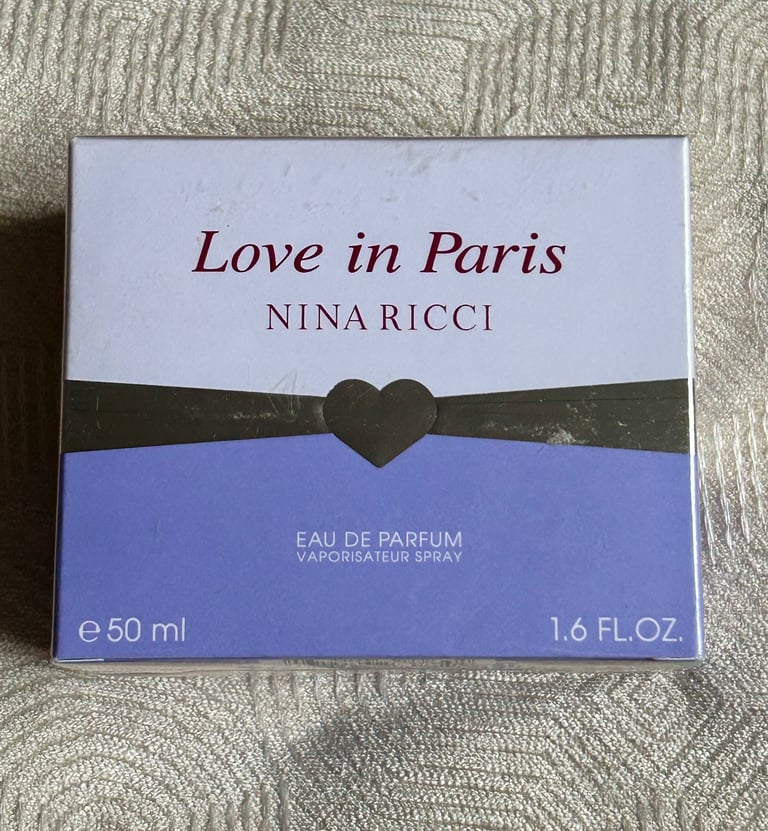 Love in Paris
NINA RICCI
EAU DE PARFUM
VAPORISATEUR SPRAY
℮ 50 ml 1.6 FL.OZ.